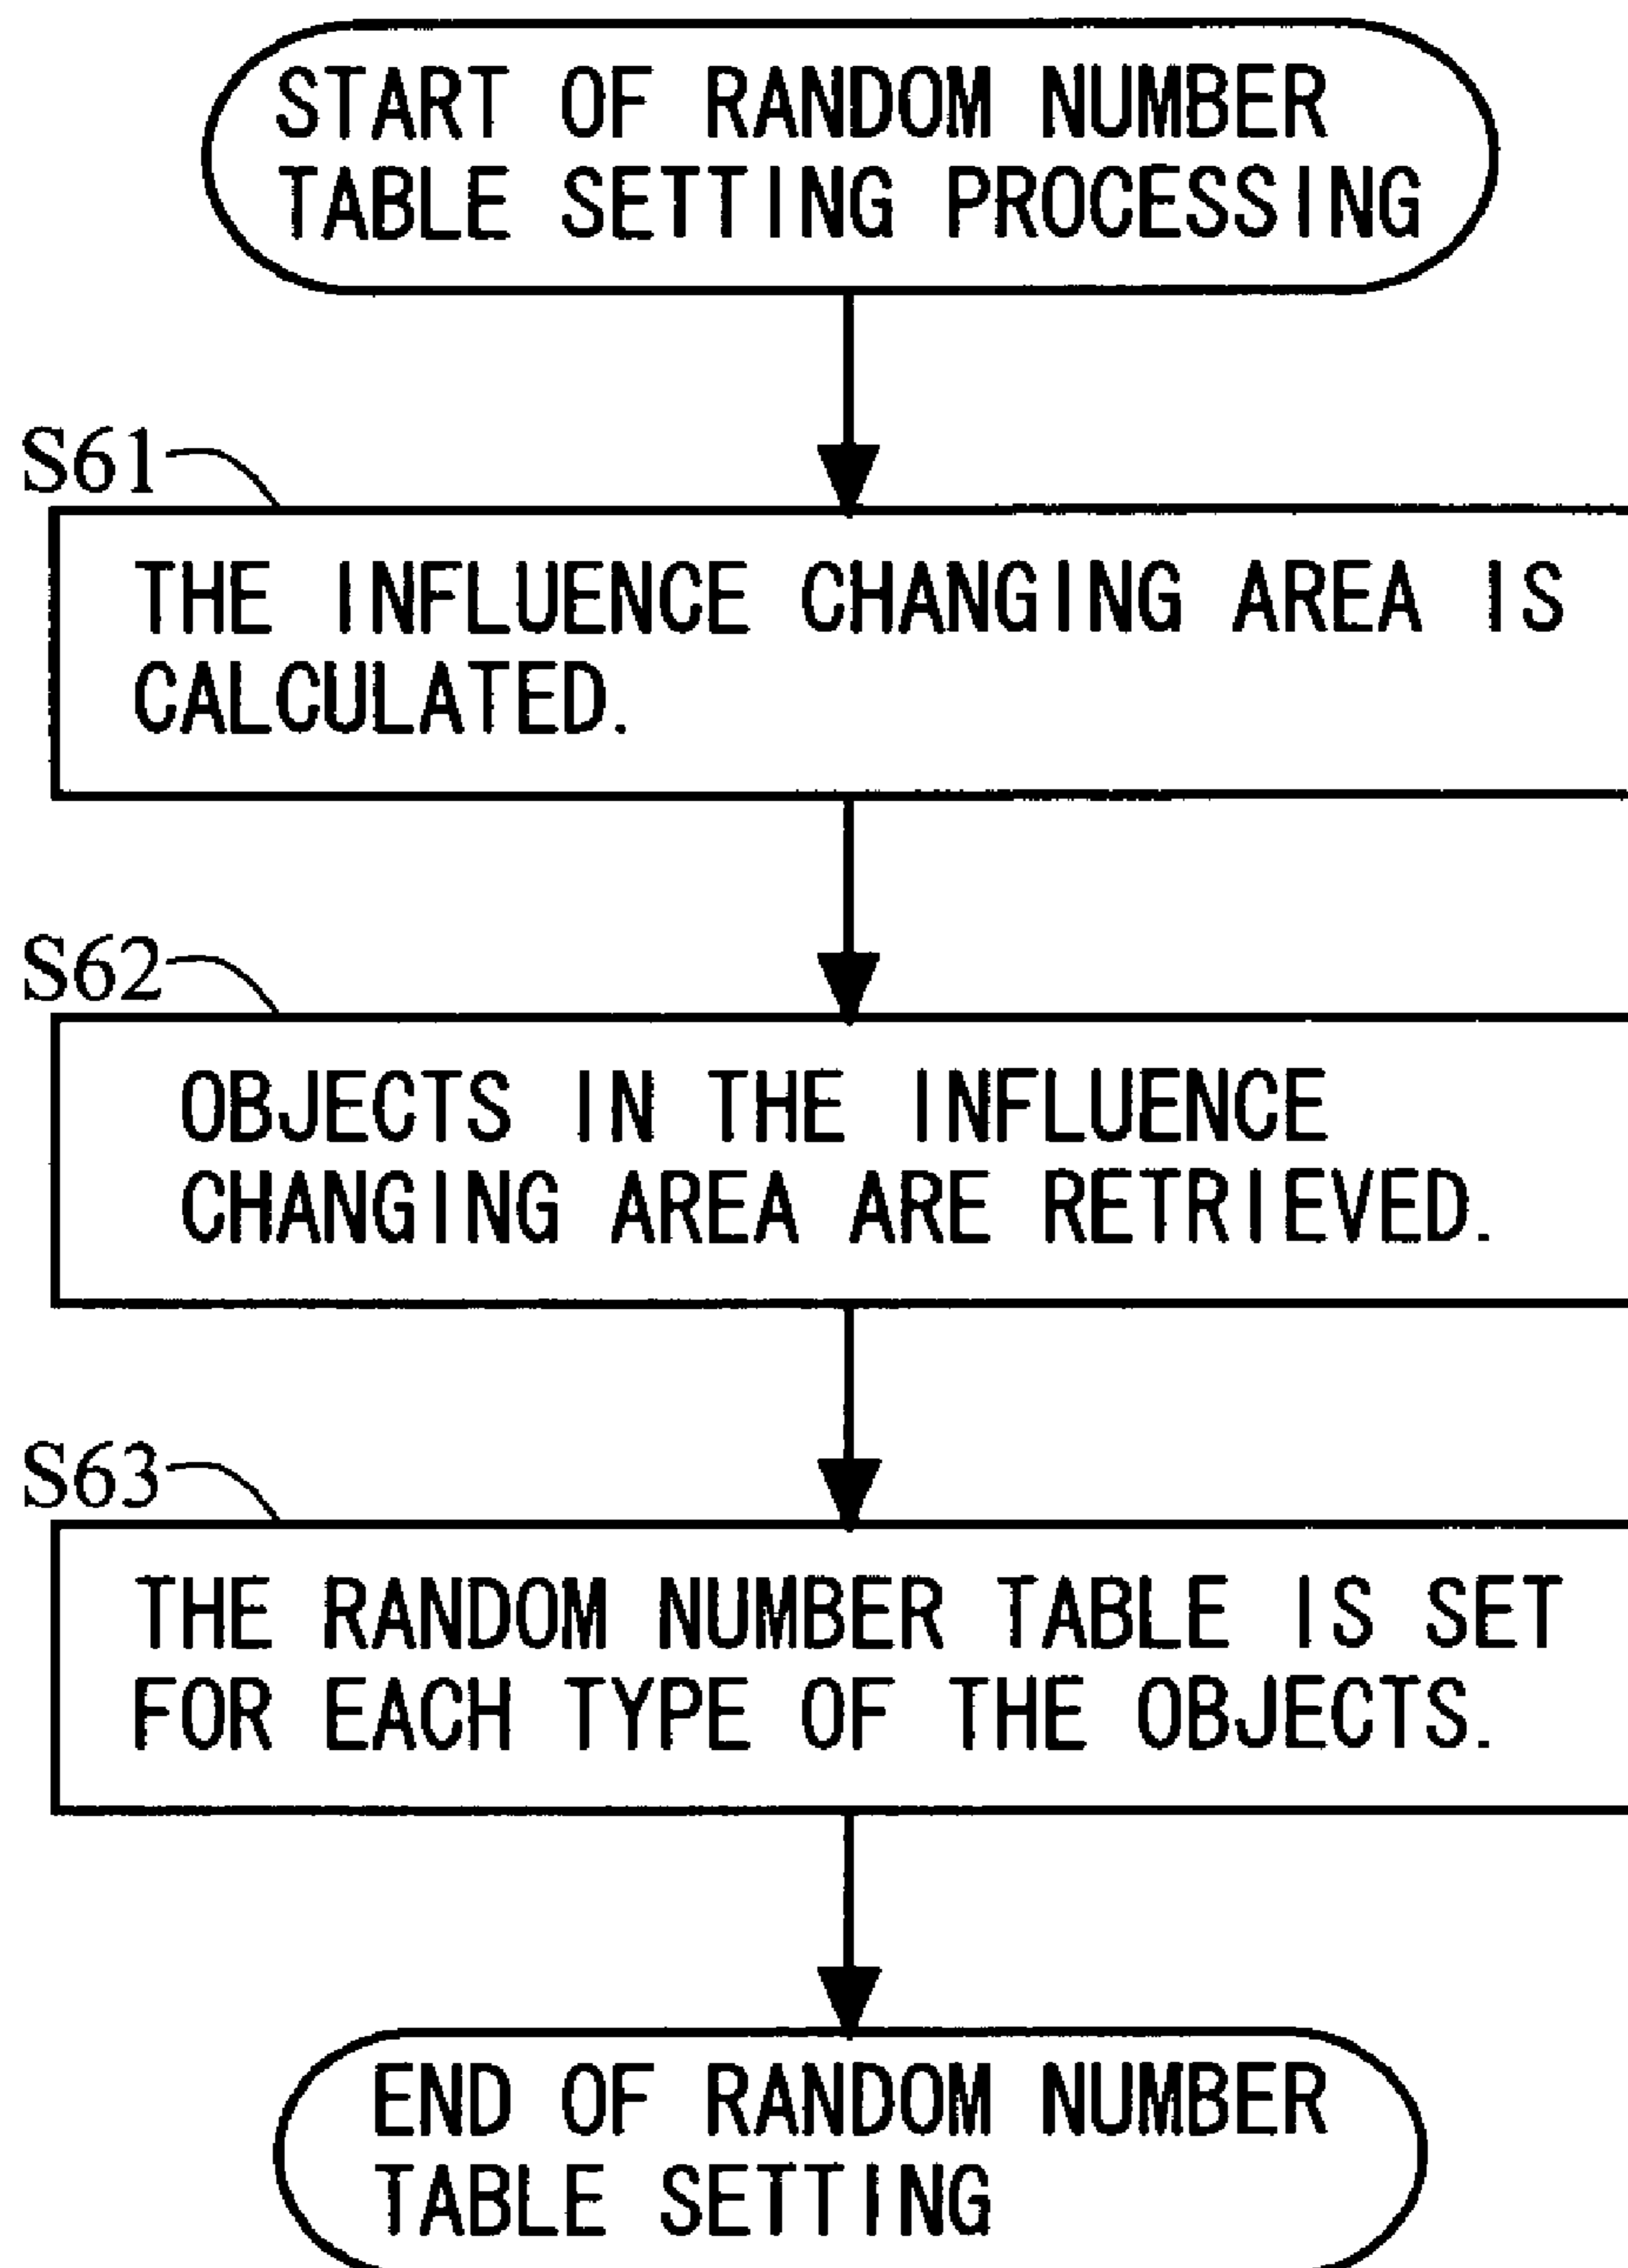 START OF RANDOM NUMBER
TABLE SETTING PROCESSING
S61
THE INFLUENCE CHANGING AREA IS
CALCULATED.
S62
OBJECTS IN THE INFLUENCE
CHANGING AREA ARE RETRIEVED.
S63
THE RANDOM NUMBER TABLE IS SET
FOR EACH TYPE OF THE OBJECTS.
END OF RANDOM NUMBER
TABLE SETTING